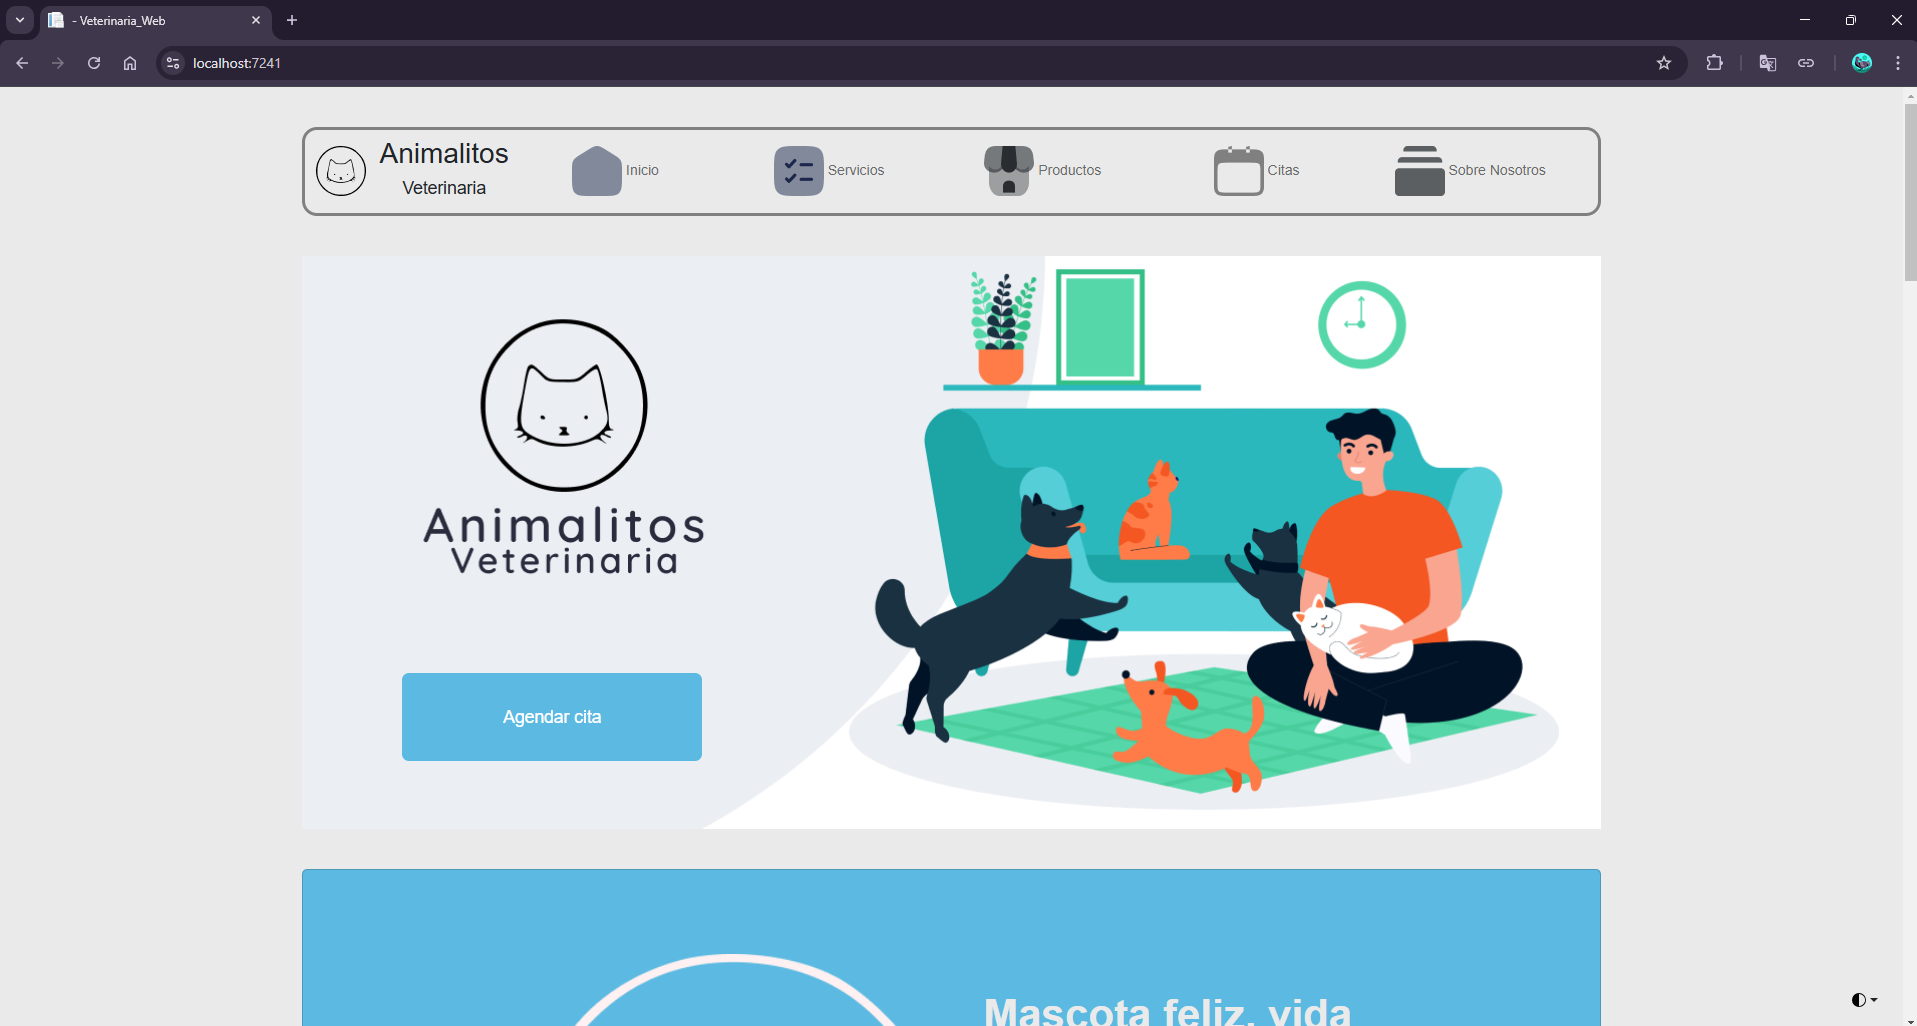 - Veterinaria_Web
localhost:7241
Animalitos
Veterinaria
Inicio
Servicios
Productos
Citas
Sobre Nosotros
Animalitos
Veterinaria
Agendar cita
Mascota feliz, vida